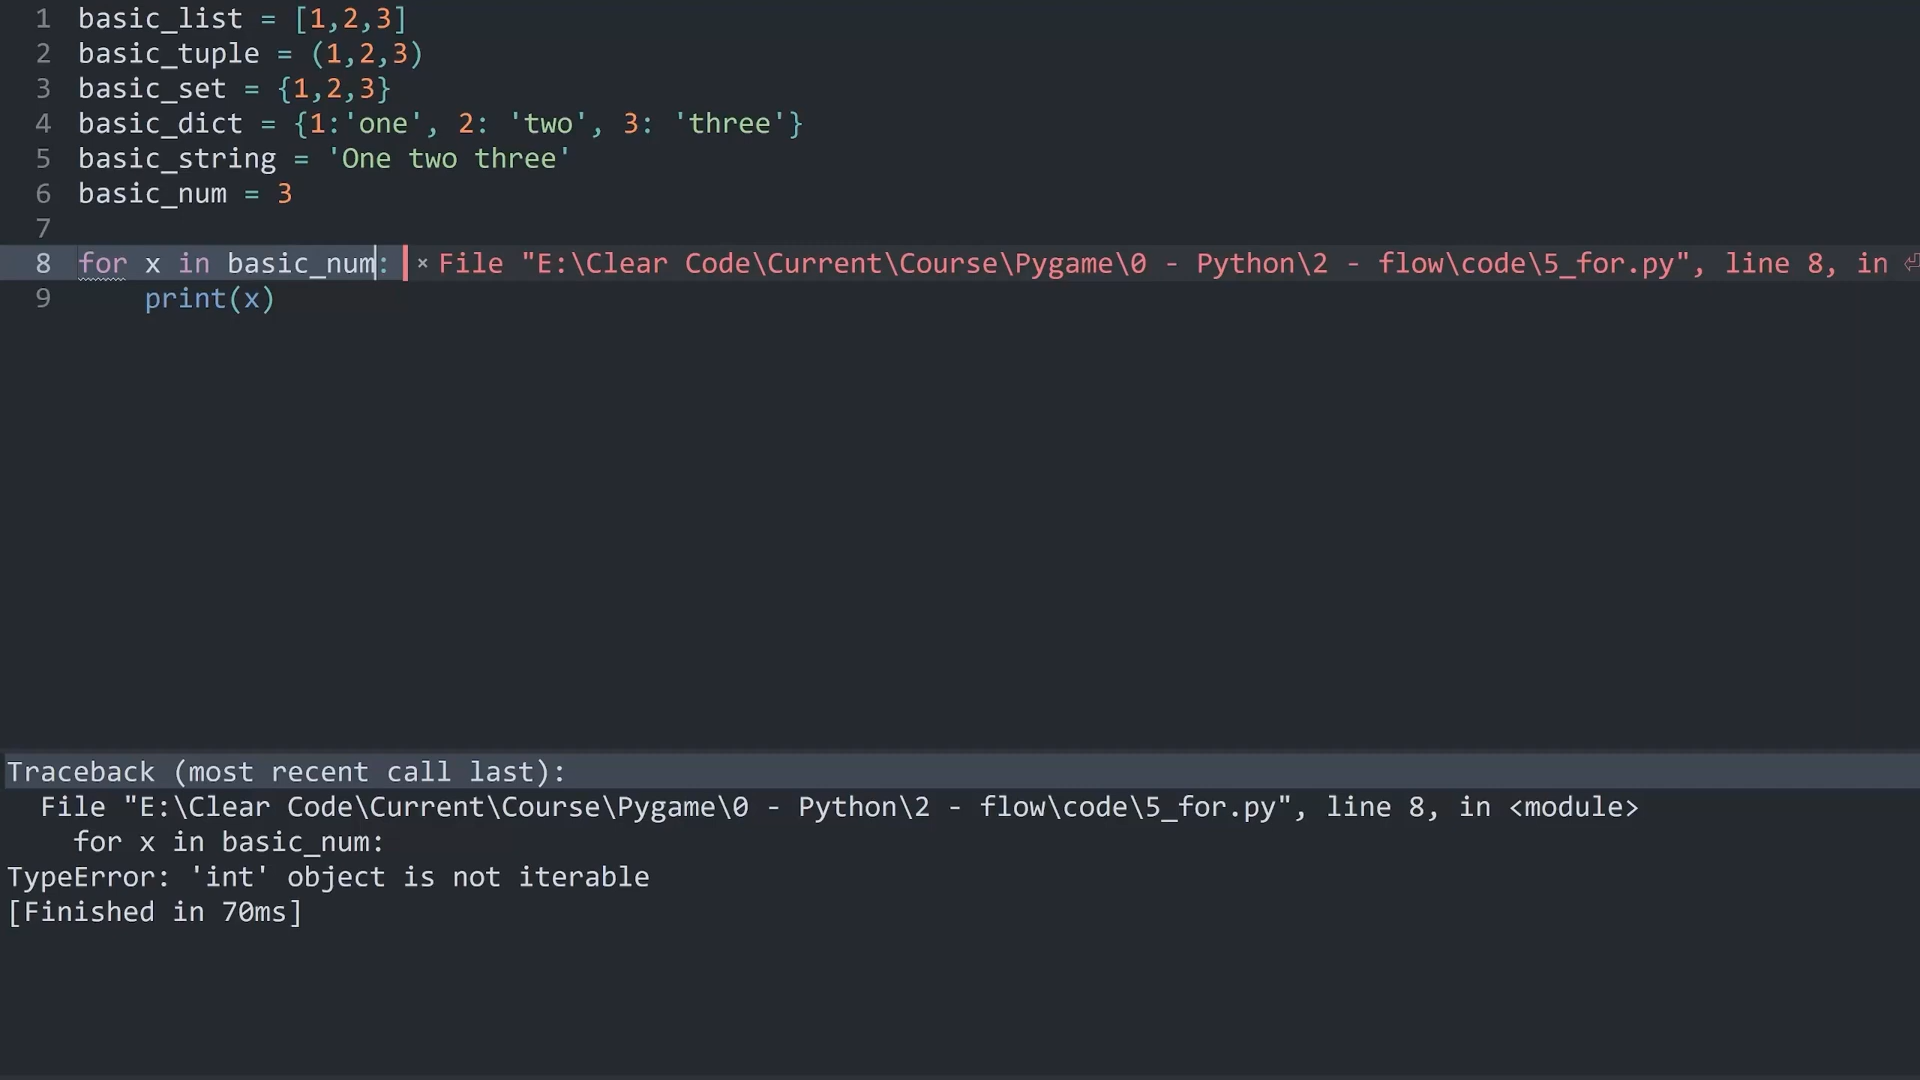 1 basic_list = [1,2,3]
2 basic_tuple = (1,2,3)
3 basic_set = {1,2,3}
4 basic_dict = {1:'one', 2: 'two', 3: 'three'}
5 basic_string = 'One two three'
6 basic_num = 3
7
8 for x in basic_num: × File "E:\Clear Code\Current\Course\Pygame\0 - Python\2 - flow\code\5_for.py", line 8, in
9     print(x)
Traceback (most recent call last):
  File "E:\Clear Code\Current\Course\Pygame\0 - Python\2 - flow\code\5_for.py", line 8, in <module>
    for x in basic_num:
TypeError: 'int' object is not iterable
[Finished in 70ms]